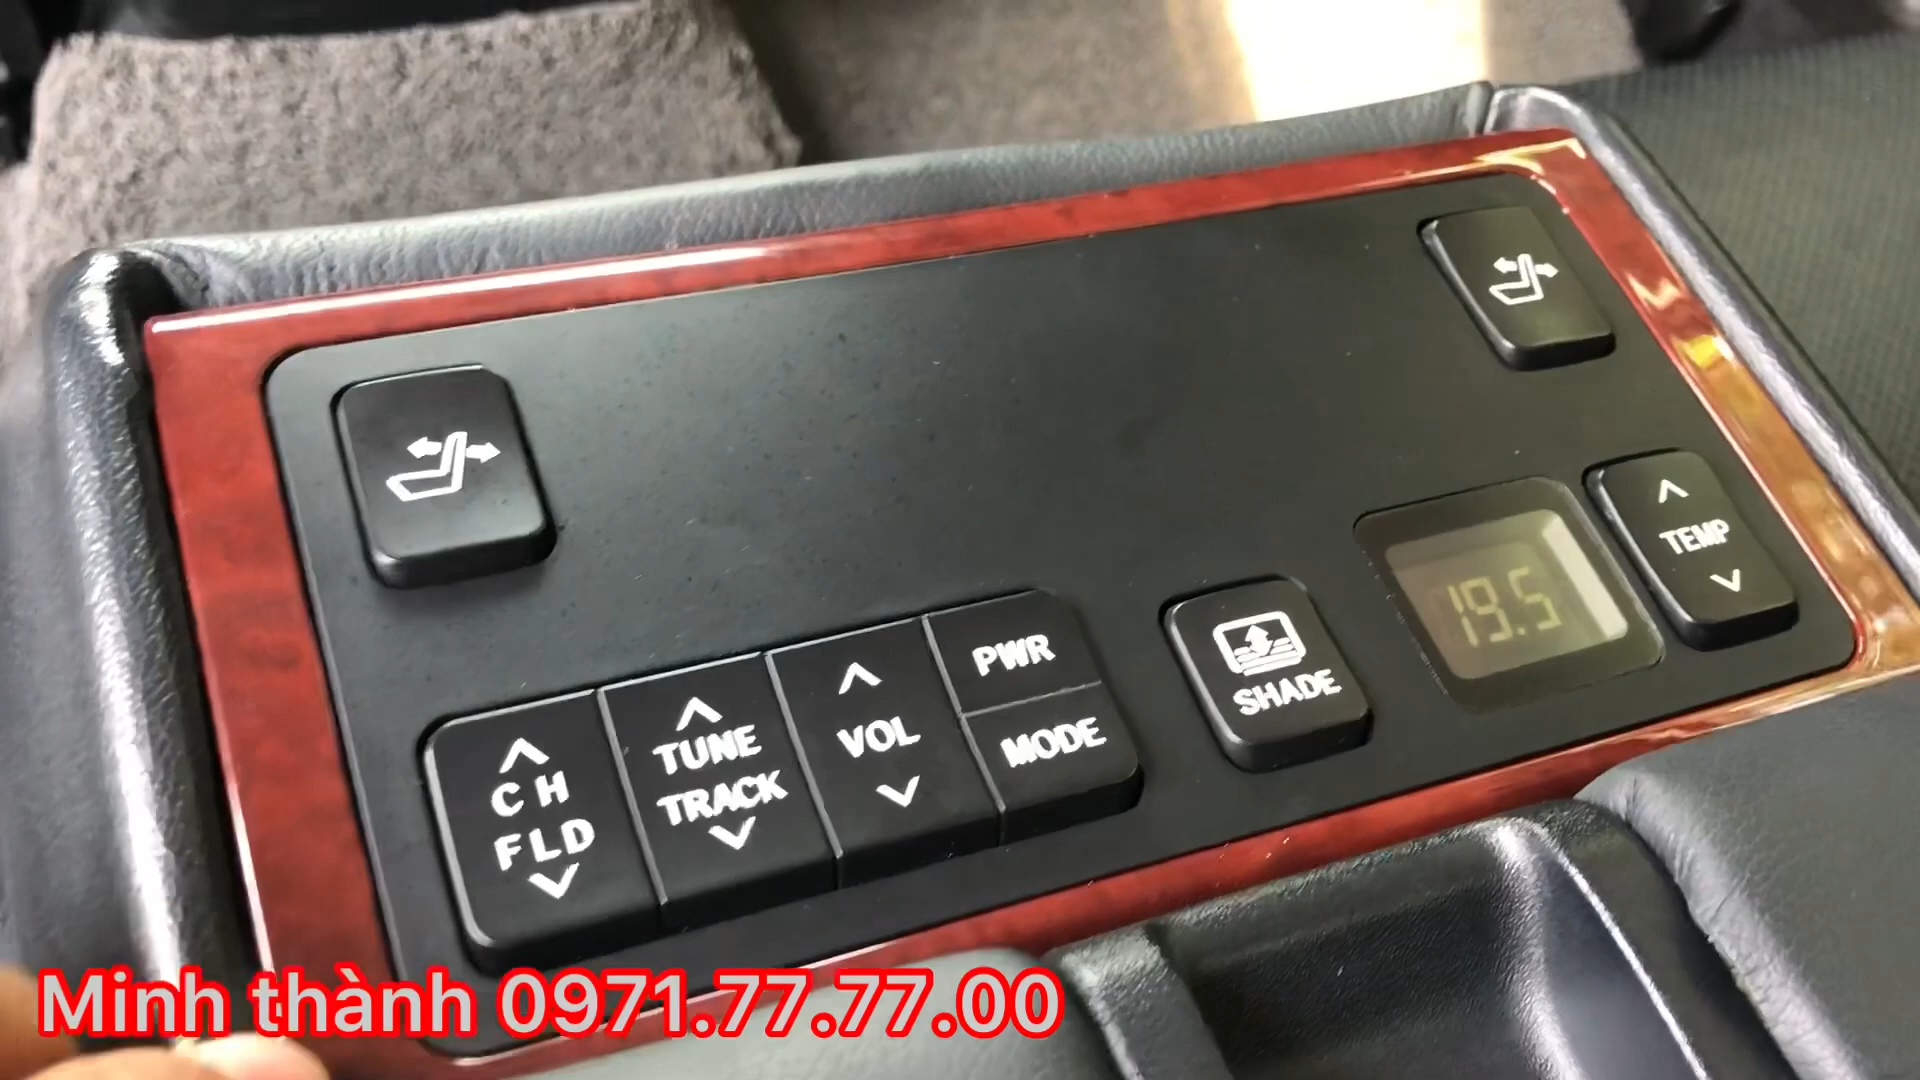 19.5
TEMP
SHADE
PWR
MODE
VOL
TUNE
TRACK
CH
FLD
Minh thành 0971.77.77.00